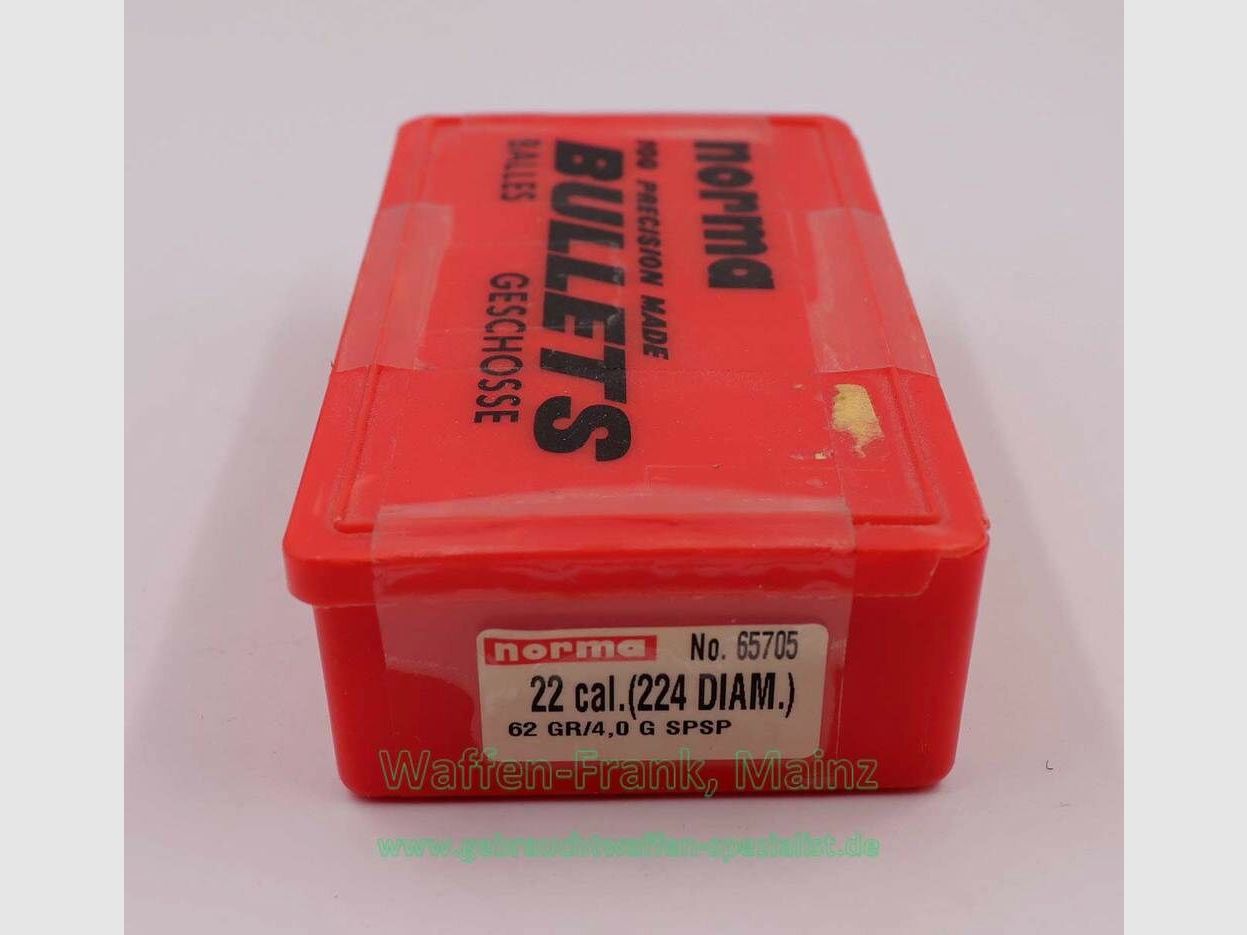 norma
100 PRECISION MADE
BULLETS
BALLES GESCHOSSE
norma No. 65705
22 cal.(224 DIAM.)
62 GR/4,0 G SPSP
Waffen-Frank, Mainz
www.gebrauchtwaffen-spezialist.de